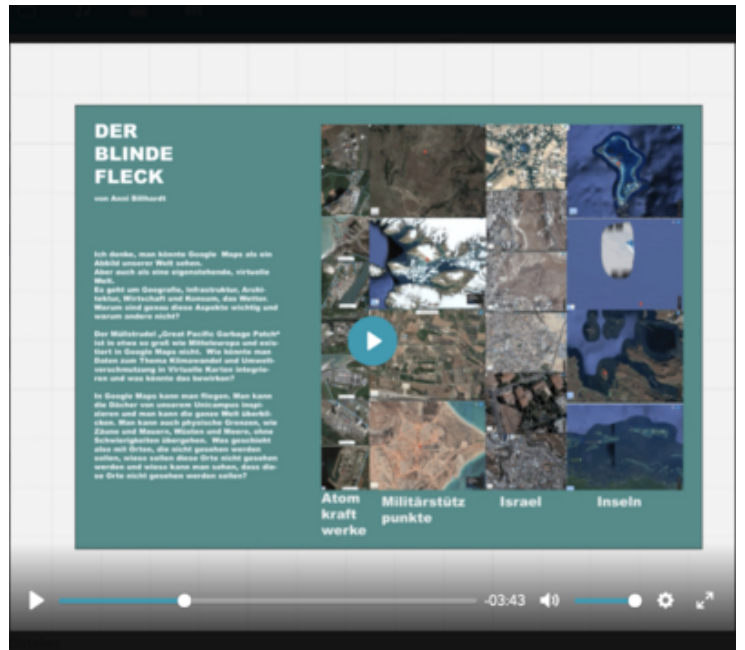 DER
BLINDE
FLECK
von Anni Billhardt
Ich denke, man könnte Google Maps als ein
Abbild unserer Welt sehen.
Aber auch als eine eigenstehende, virtuelle
Welt.
Es geht um Geografie, Infrastruktur, Archi-
tektur, Wirtschaft und Konsum, das Wetter.
Warum sind genau diese Aspekte wichtig und
warum andere nicht?
Der Müllstrudel „Great Pacific Garbage Patch“
ist in etwa so groß wie Mitteleuropa und exis-
tiert in Google Maps nicht. Wie könnte man
Daten zum Thema Klimawandel und Umwelt-
verschmutzung in Virtuelle Karten integrie-
ren und was könnte das bewirken?
In Google Maps kann man fliegen. Man kann
die Dächer von unserem Unicampus inspi-
zieren und man kann die ganze Welt überbli-
cken. Man kann auch physische Grenzen, wie
Zäune und Mauern, Wüsten und Meere, ohne
Schwierigkeiten übergehen. Was geschieht
also mit Orten, die nicht gesehen werden
sollen, wieso sollen diese Orte nicht gesehen
werden und wieso kann man sehen, dass die-
se Orte nicht gesehen werden sollen?
Atom
kraft
werke
Militärstütz
punkte
Israel
Inseln
-03:43